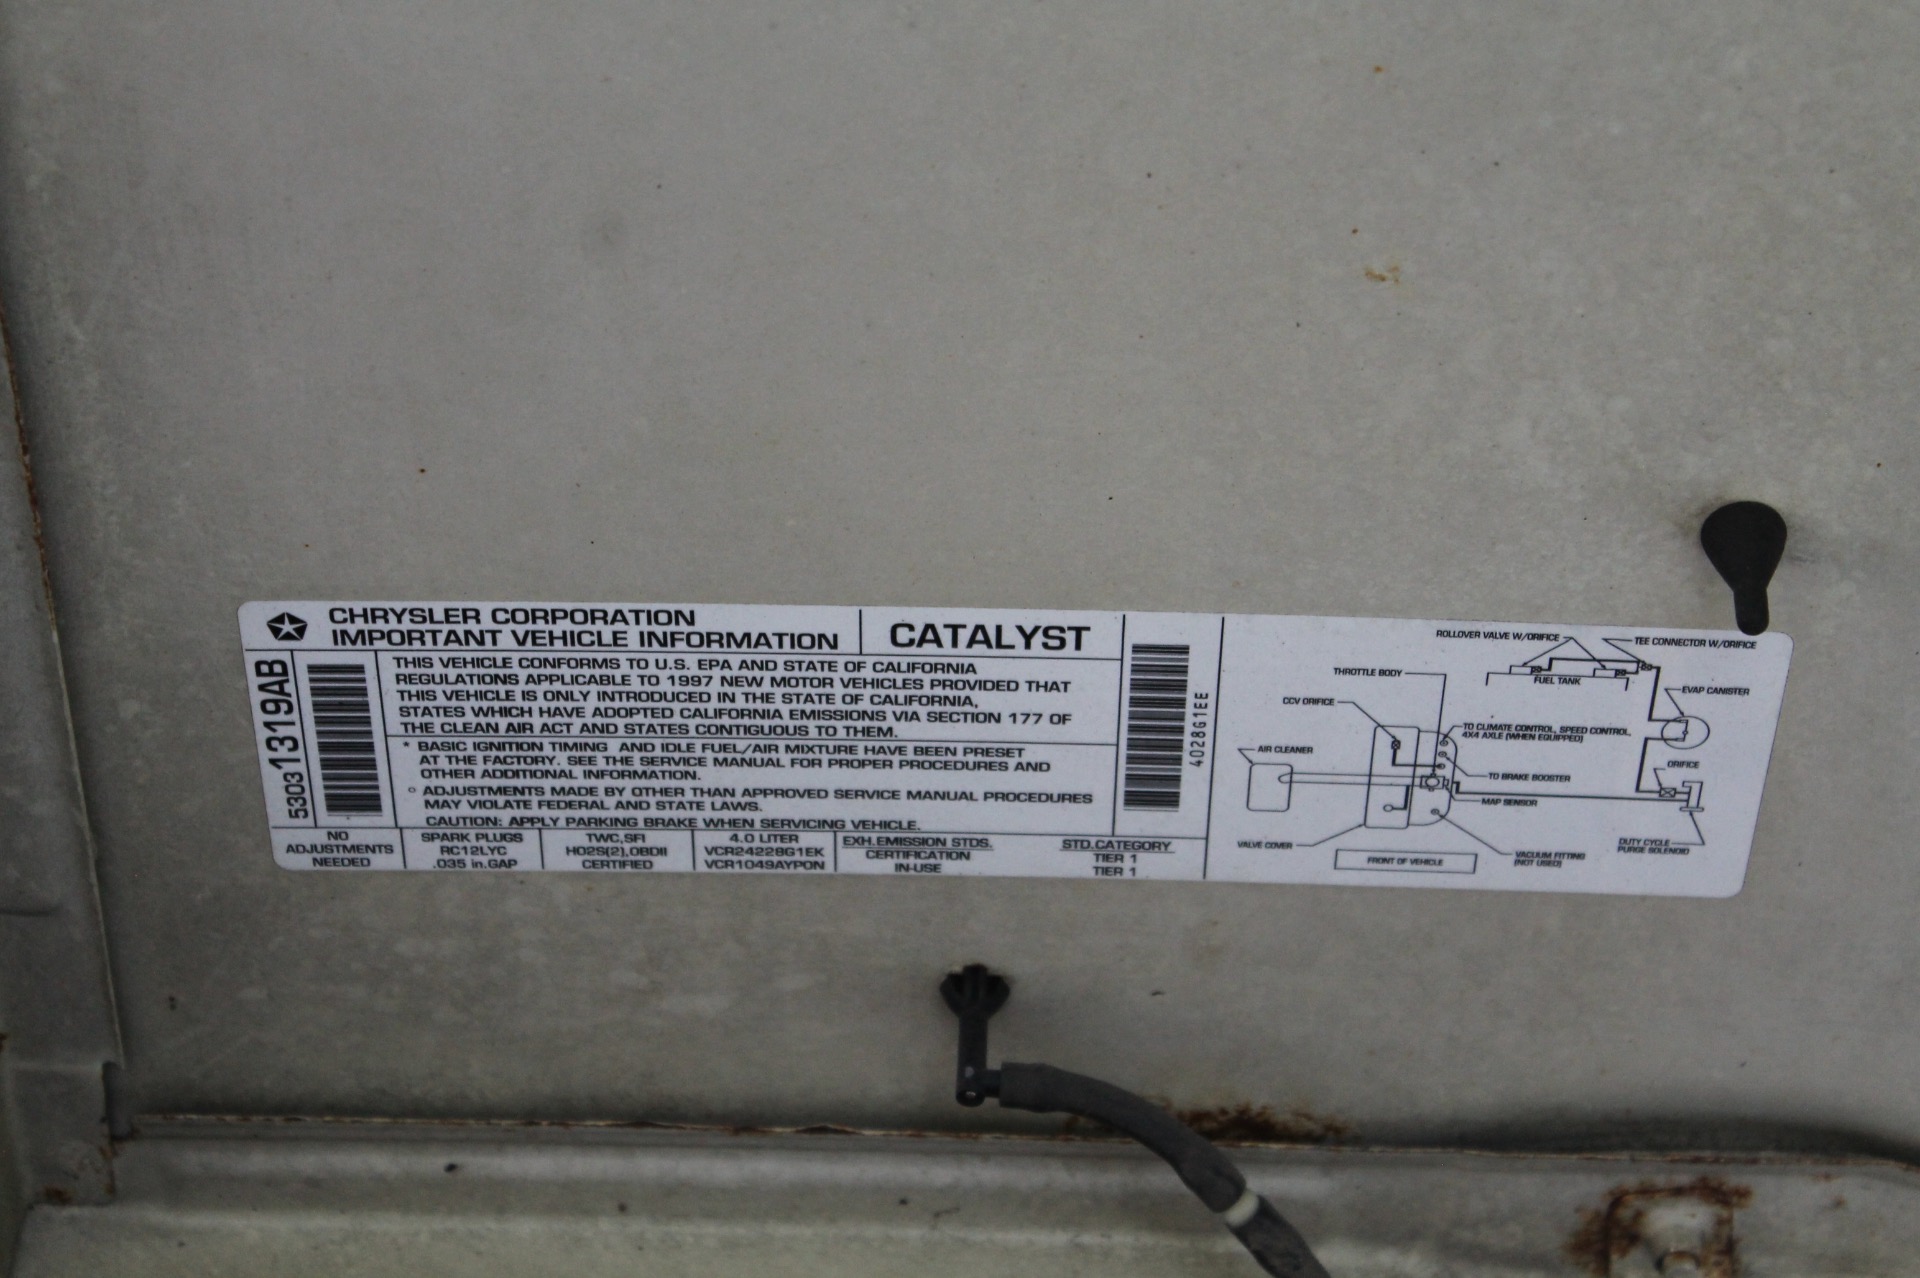 CHRYSLER CORPORATION
IMPORTANT VEHICLE INFORMATION
CATALYST
53031319AB
THIS VEHICLE CONFORMS TO U.S. EPA AND STATE OF CALIFORNIA
REGULATIONS APPLICABLE TO 1997 NEW MOTOR VEHICLES PROVIDED THAT
THIS VEHICLE IS ONLY INTRODUCED IN THE STATE OF CALIFORNIA,
STATES WHICH HAVE ADOPTED CALIFORNIA EMISSIONS VIA SECTION 177 OF
THE CLEAN AIR ACT AND STATES CONTIGUOUS TO THEM.
* BASIC IGNITION TIMING AND IDLE FUEL/AIR MIXTURE HAVE BEEN PRESET
AT THE FACTORY. SEE THE SERVICE MANUAL FOR PROPER PROCEDURES AND
OTHER ADDITIONAL INFORMATION.
° ADJUSTMENTS MADE BY OTHER THAN APPROVED SERVICE MANUAL PROCEDURES
MAY VIOLATE FEDERAL AND STATE LAWS.
CAUTION: APPLY PARKING BRAKE WHEN SERVICING VEHICLE.
NO
ADJUSTMENTS
NEEDED
SPARK PLUGS
RC12LYC
.035 in.GAP
TWC,SFI
HO2S(2),OBDII
CERTIFIED
4.0 LITER
VCR24228G1EK
VCR1049AYPON
EXH.EMISSION STDS.
CERTIFICATION
IN-USE
STD.CATEGORY
TIER 1
TIER 1
4028G1EE
ROLLOVER VALVE W/ORIFICE
TEE CONNECTOR W/ORIFICE
THROTTLE BODY
FUEL TANK
EVAP CANISTER
CCV ORIFICE
TO CLIMATE CONTROL, SPEED CONTROL,
4X4 AXLE (WHEN EQUIPPED)
AIR CLEANER
ORIFICE
TO BRAKE BOOSTER
MAP SENSOR
VALVE COVER
FRONT OF VEHICLE
VACUUM FITTING
(NOT USED)
DUTY CYCLE
PURGE SOLENOID